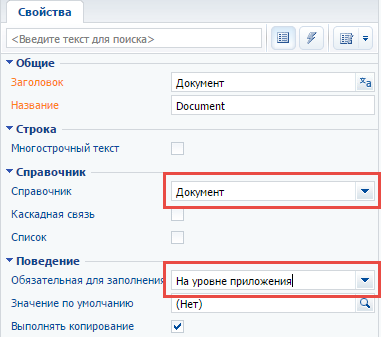 Свойства
<Введите текст для поиска>
Общие
Заголовок Документ
Название Document
Строка
Многострочный текст
Справочник
Справочник Документ
Каскадная связь
Список
Поведение
Обязательная для заполнения На уровне приложения
Значение по умолчанию (Нет)
Выполнять копирование